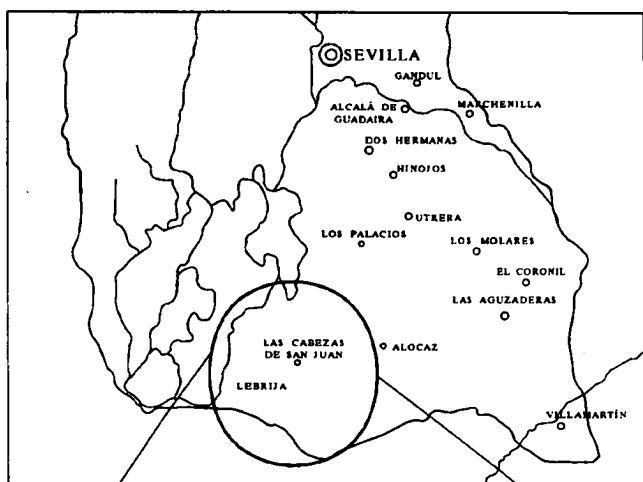 SEVILLA
GANDUL
ALCALÁ DE
GUADAIRA
MARCHENILLA
DOS HERMANAS
HINOJOS
UTRERA
LOS PALACIOS
LOS MOLARES
EL CORONIL
LAS AGUZADERAS
LAS CABEZAS
DE SAN JUAN
ALOCAZ
LEBRIJA
VILLAMARTÍN